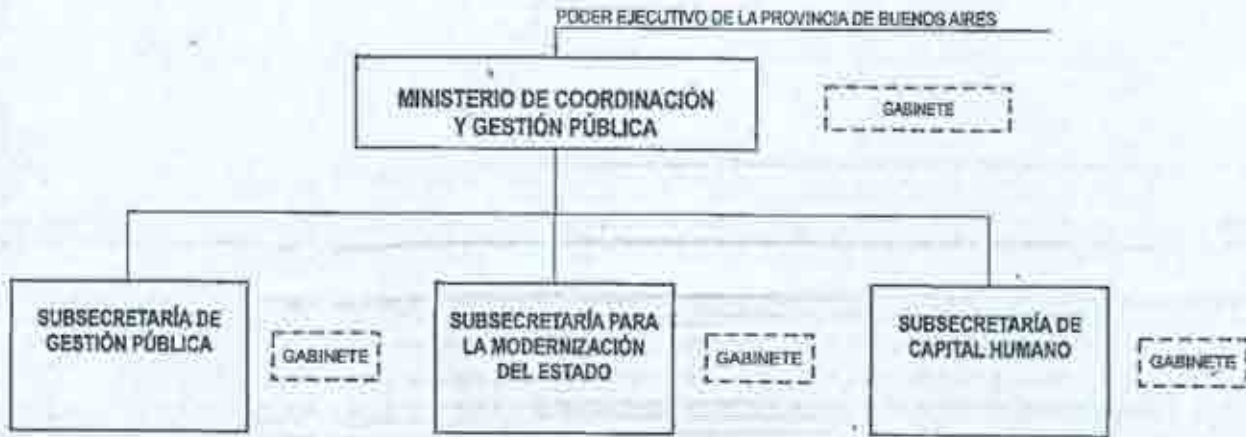 PODER EJECUTIVO DE LA PROVINCIA DE BUENOS AIRES
MINISTERIO DE COORDINACIÓN
Y GESTIÓN PÚBLICA
GABINETE
SUBSECRETARÍA DE
GESTIÓN PÚBLICA
GABINETE
SUBSECRETARÍA PARA
LA MODERNIZACIÓN
DEL ESTADO
GABINETE
SUBSECRETARÍA DE
CAPITAL HUMANO
GABINETE